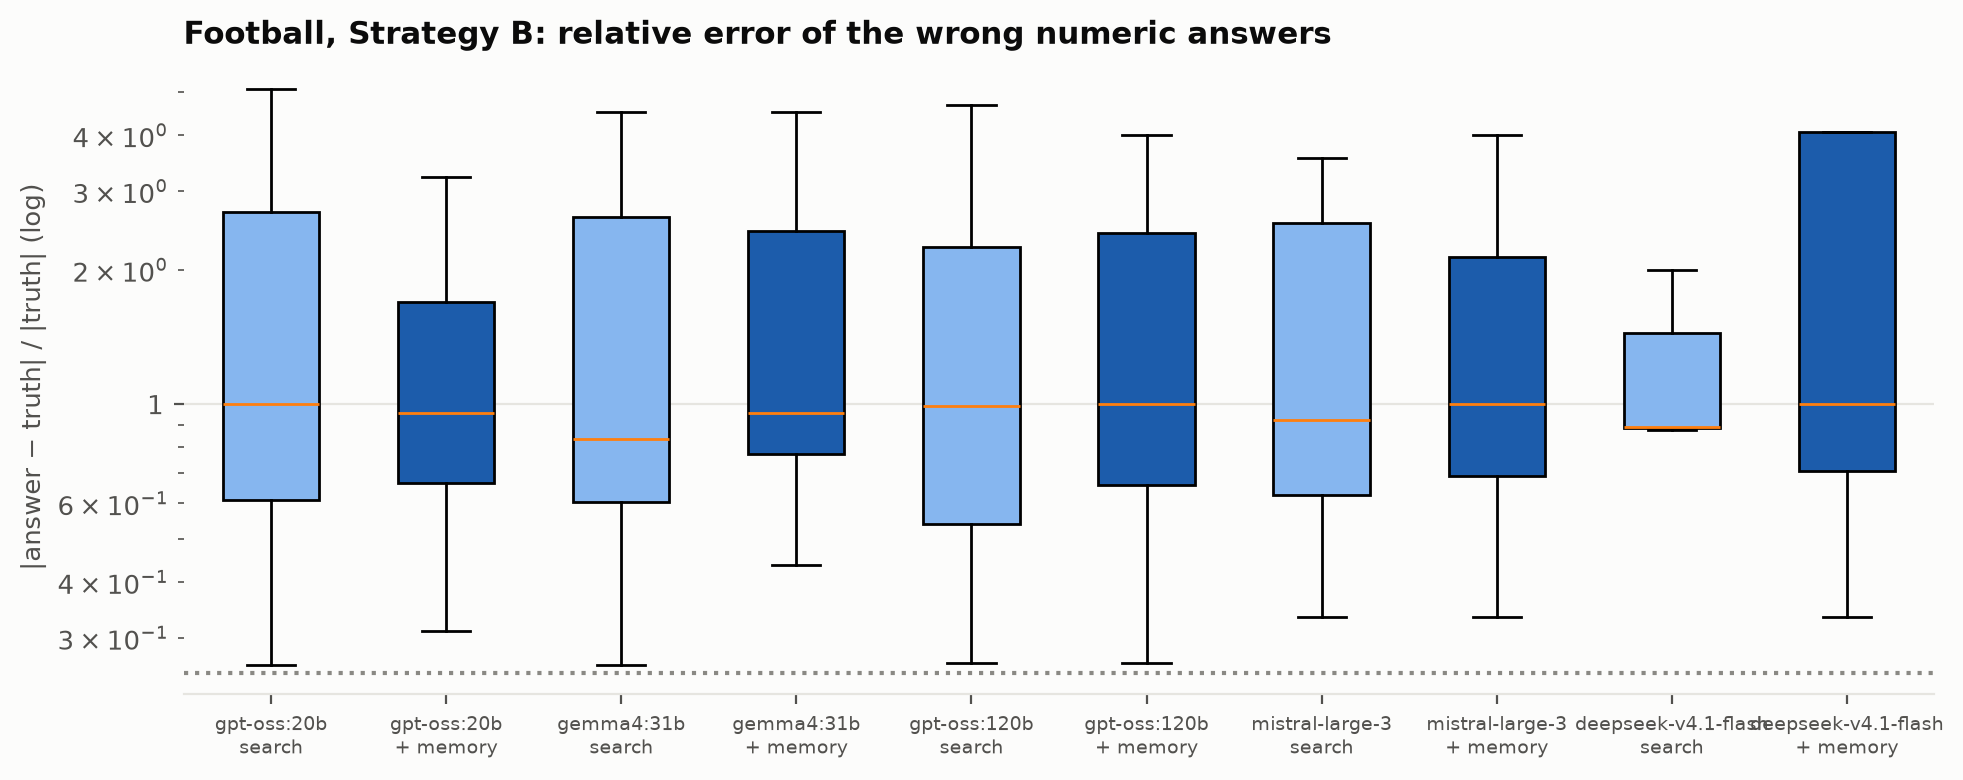 Football, Strategy B: relative error of the wrong numeric answers
|answer − truth| / |truth| (log)
4 × 10⁰
3 × 10⁰
2 × 10⁰
1
6 × 10⁻¹
4 × 10⁻¹
3 × 10⁻¹
gpt-oss:20b
search
gpt-oss:20b
+ memory
gemma4:31b
search
gemma4:31b
+ memory
gpt-oss:120b
search
gpt-oss:120b
+ memory
mistral-large-3
search
mistral-large-3
+ memory
deepseek-v4.1-flash
search
deepseek-v4.1-flash
+ memory